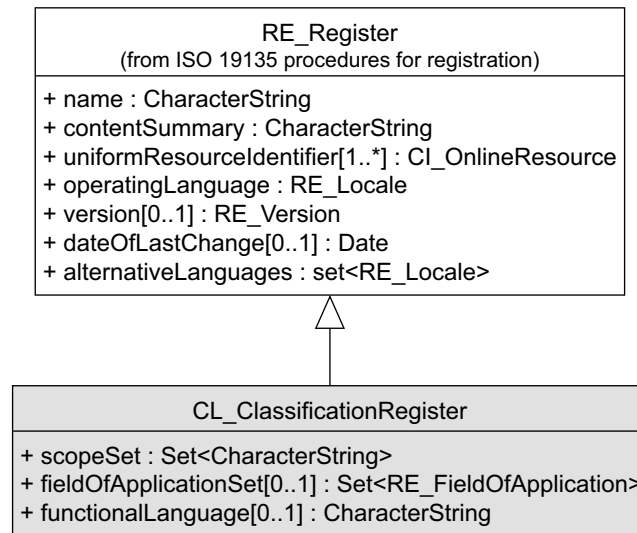 RE_Register
(from ISO 19135 procedures for registration)
+ name : CharacterString
+ contentSummary : CharacterString
+ uniformResourceIdentifier[1..*] : CI_OnlineResource
+ operatingLanguage : RE_Locale
+ version[0..1] : RE_Version
+ dateOfLastChange[0..1] : Date
+ alternativeLanguages : set<RE_Locale>
CL_ClassificationRegister
+ scopeSet : Set<CharacterString>
+ fieldOfApplicationSet[0..1] : Set<RE_FieldOfApplication>
+ functionalLanguage[0..1] : CharacterString